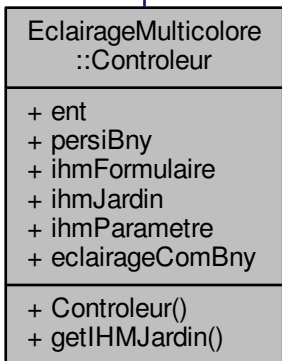 EclairageMulticolore
::Controleur
+ ent
+ persiBny
+ ihmFormulaire
+ ihmJardin
+ ihmParametre
+ eclairageComBny
+ Controleur()
+ getIHMJardin()